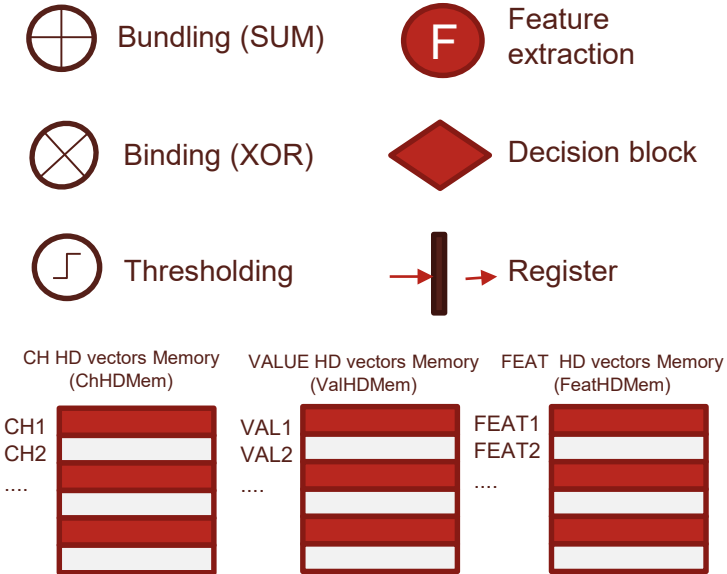 Bundling (SUM)
F
Feature
extraction
Binding (XOR)
Decision block
Thresholding
Register
CH HD vectors Memory
(ChHDMem)
VALUE HD vectors Memory
(ValHDMem)
FEAT HD vectors Memory
(FeatHDMem)
CH1
CH2
....
VAL1
VAL2
....
FEAT1
FEAT2
....